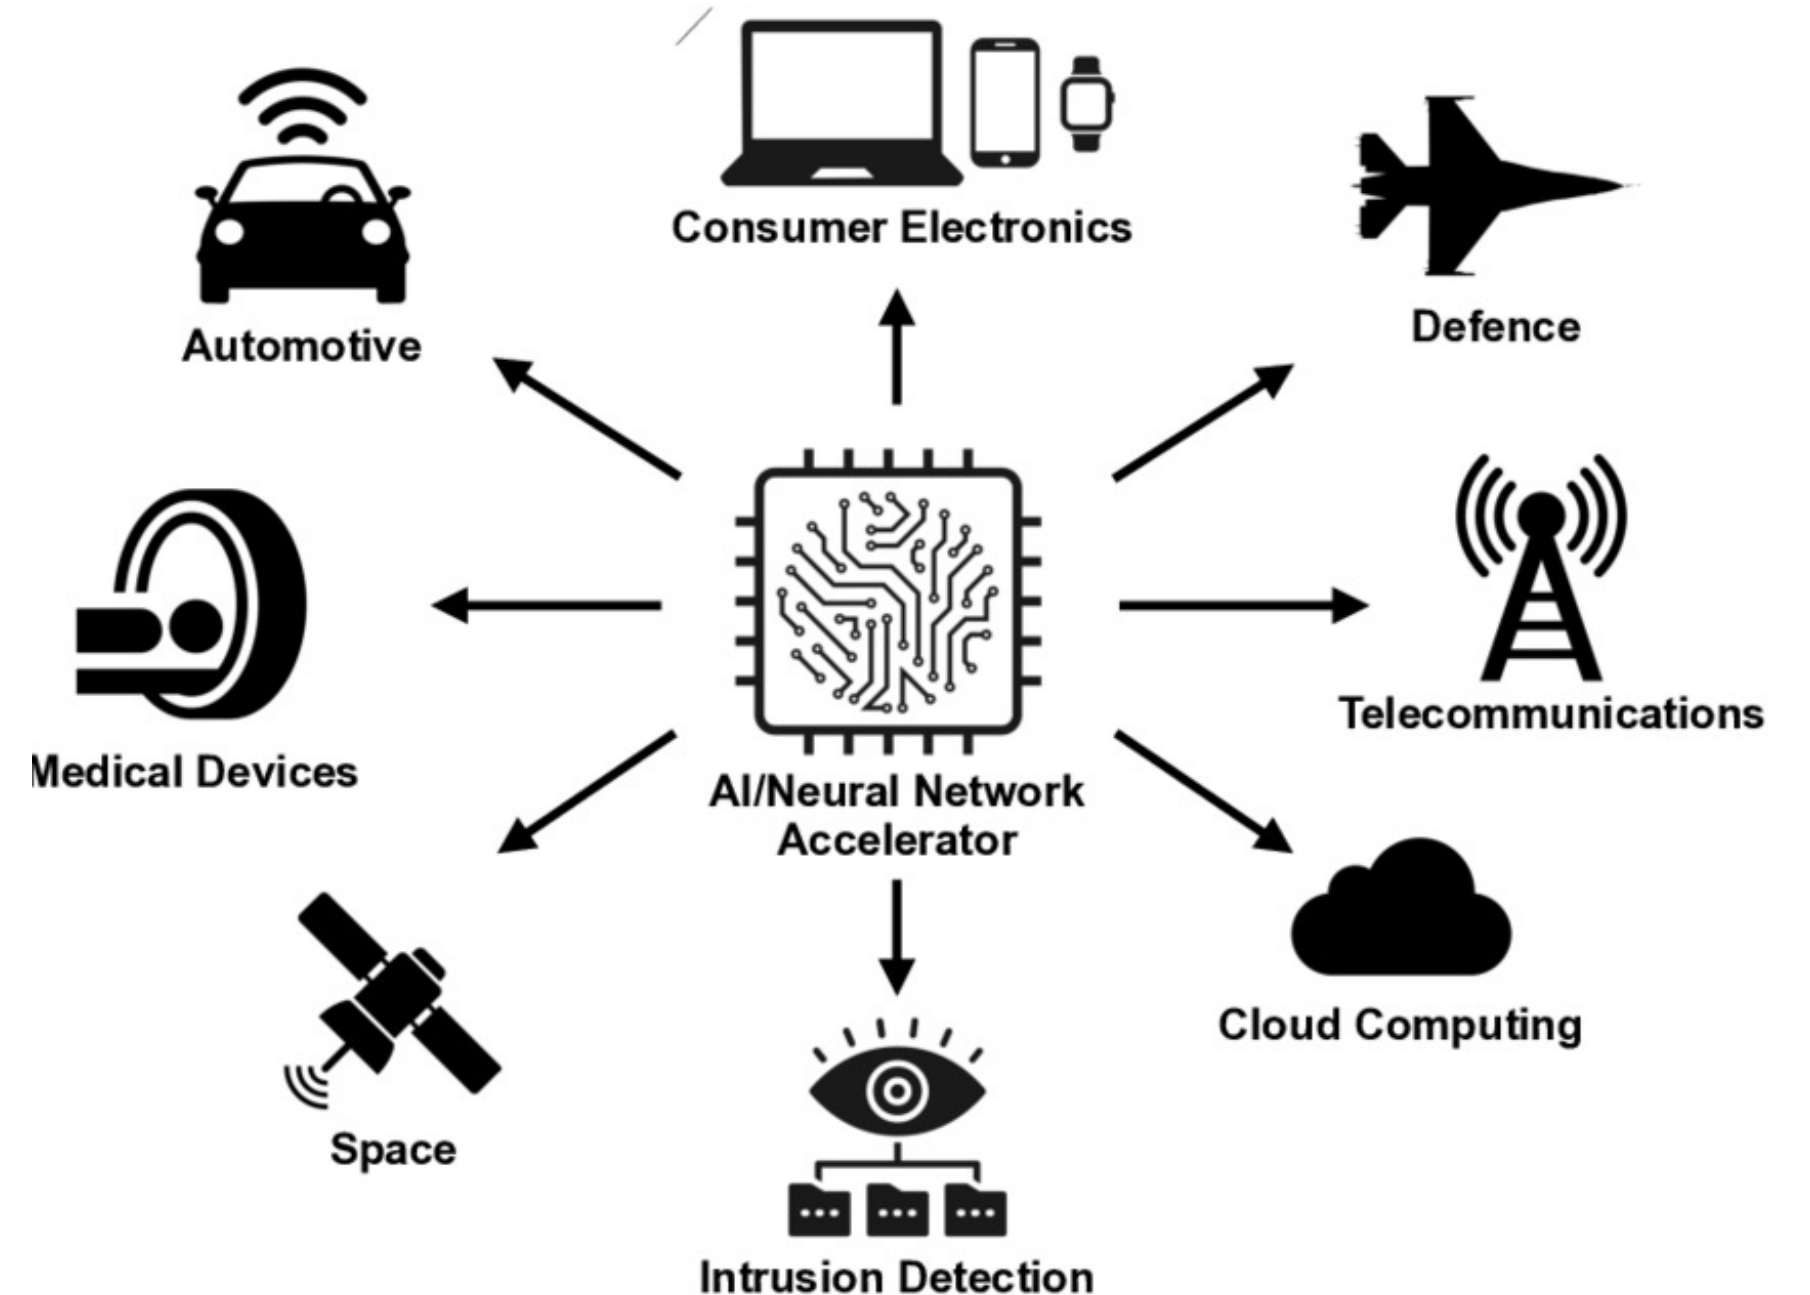 Consumer Electronics
Defence
Automotive
Telecommunications
Medical Devices
AI/Neural Network
Accelerator
Cloud Computing
Space
Intrusion Detection